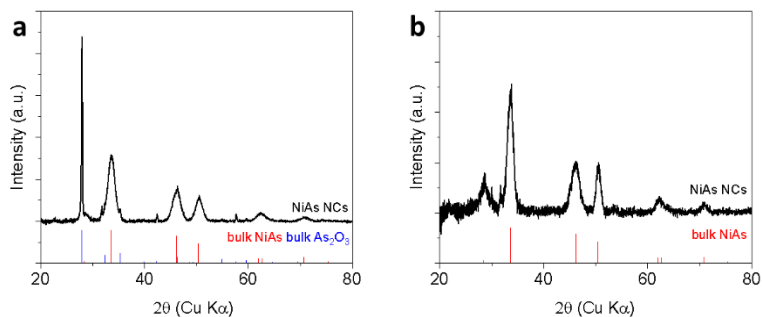 a
Intensity (a.u.)
NiAs NCs
bulk NiAs bulk As₂O₃
20 40 60 80
2θ (Cu Kα)
b
Intensity (a.u.)
NiAs NCs
bulk NiAs
20 40 60 80
2θ (Cu Kα)